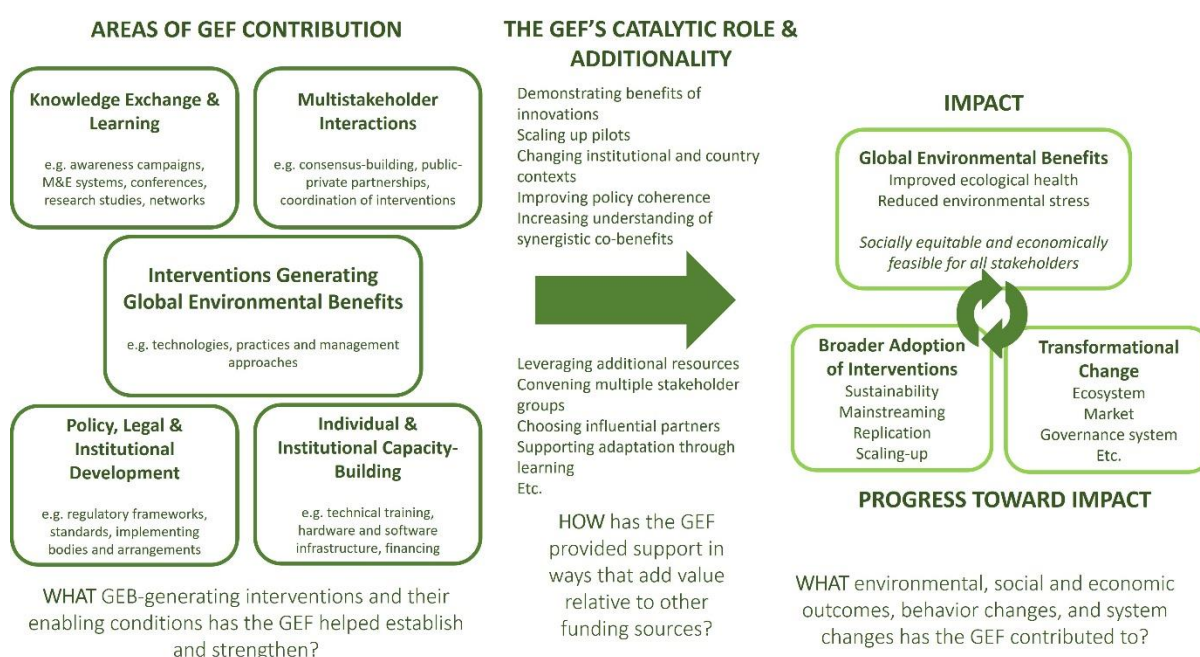 AREAS OF GEF CONTRIBUTION
Knowledge Exchange &
Learning
e.g. awareness campaigns,
M&E systems, conferences,
research studies, networks
Multistakeholder
Interactions
e.g. consensus-building, public-
private partnerships,
coordination of interventions
Interventions Generating
Global Environmental Benefits
e.g. technologies, practices and management
approaches
Policy, Legal &
Institutional
Development
e.g. regulatory frameworks,
standards, implementing
bodies and arrangements
Individual &
Institutional Capacity-
Building
e.g. technical training,
hardware and software
infrastructure, financing
WHAT GEB-generating interventions and their
enabling conditions has the GEF helped establish
and strengthen?
THE GEF'S CATALYTIC ROLE &
ADDITIONALITY
Demonstrating benefits of
innovations
Scaling up pilots
Changing institutional and country
contexts
Improving policy coherence
Increasing understanding of
synergistic co-benefits
Leveraging additional resources
Convening multiple stakeholder
groups
Choosing influential partners
Supporting adaptation through
learning
Etc.
HOW has the GEF
provided support in
ways that add value
relative to other
funding sources?
IMPACT
Global Environmental Benefits
Improved ecological health
Reduced environmental stress
Socially equitable and economically
feasible for all stakeholders
Broader Adoption
of Interventions
Sustainability
Mainstreaming
Replication
Scaling-up
Transformational
Change
Ecosystem
Market
Governance system
Etc.
PROGRESS TOWARD IMPACT
WHAT environmental, social and economic
outcomes, behavior changes, and system
changes has the GEF contributed to?